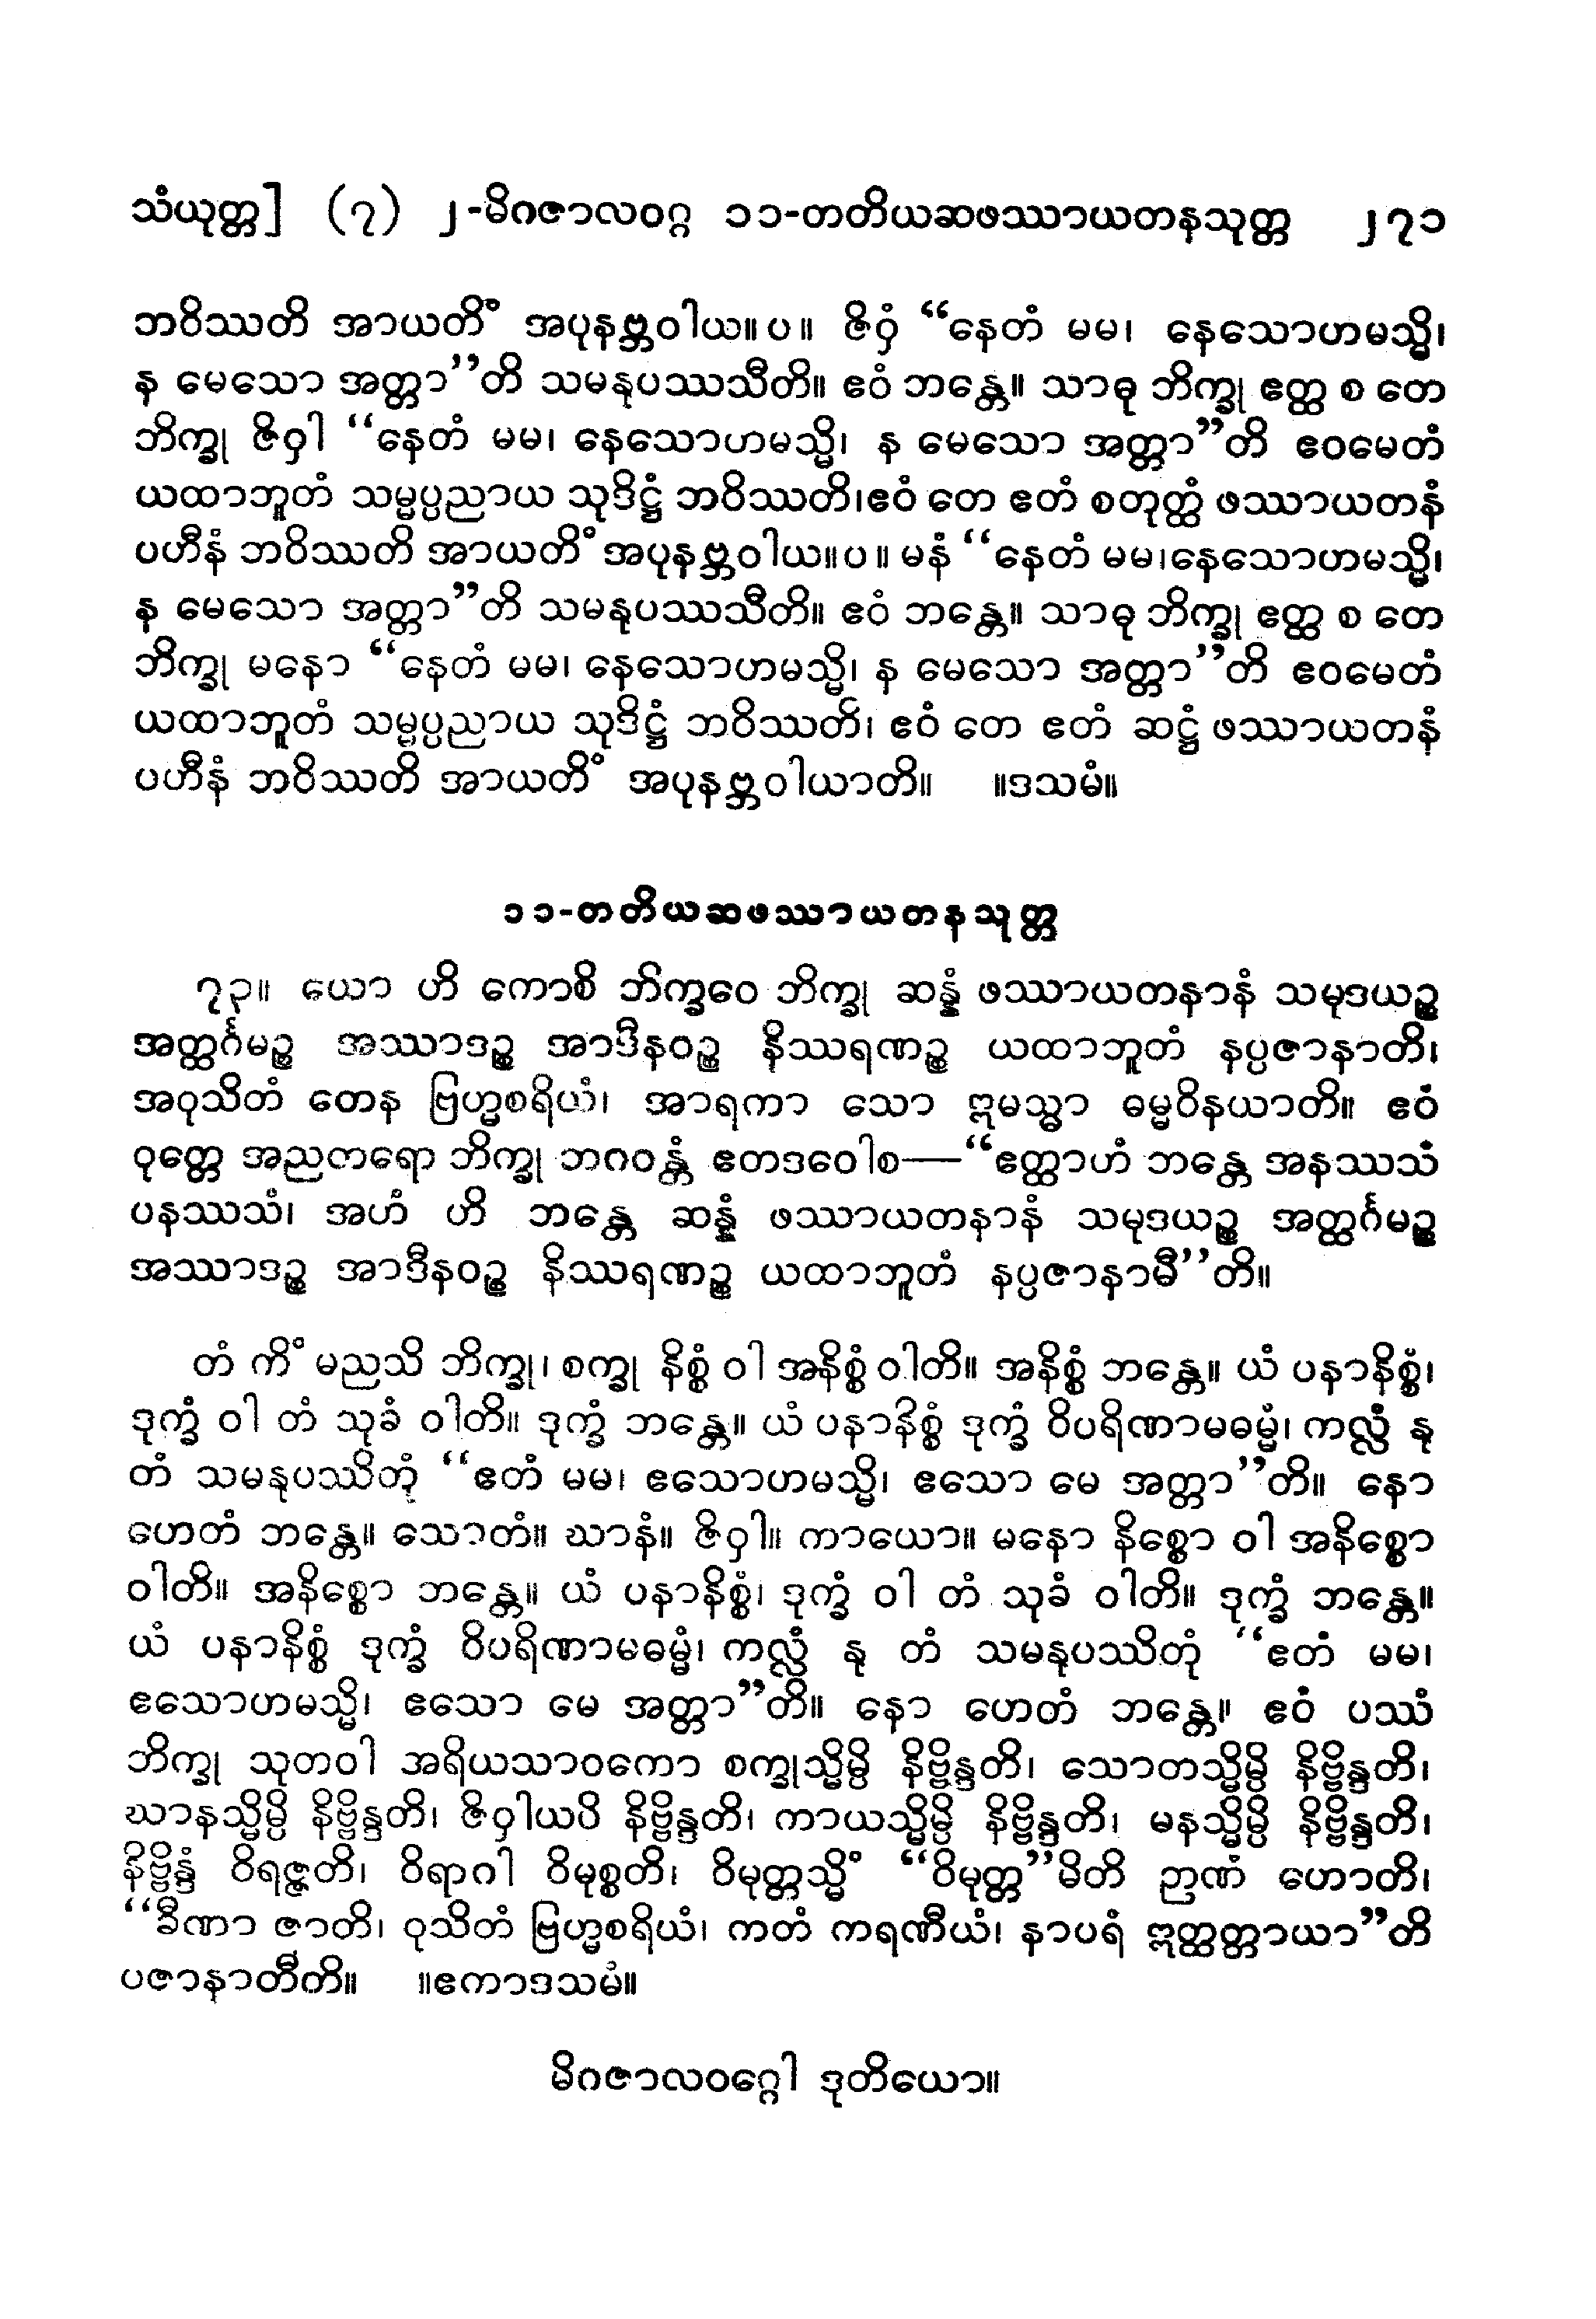 သံယုတ္တ] (၇) ၂-မိဂဇာလဝဂ္ဂ ၁၁-တတိယဆဖဿာယတနသုတ္တ ၂၇၁
ဘဝိဿတိ အာယတိံ အပုနဗ္ဘဝါယ။ပ။ ဇိဝှံ “နေတံ မမ၊ နေသောဟမသ္မိ၊
န မေသော အတ္တာ”တိ သမနုပဿသီတိ။ ဧဝံ ဘန္တေ။ သာဓု ဘိက္ခု ဧတ္ထ စ တေ
ဘိက္ခု ဇိဝှါ “နေတံ မမ၊ နေသောဟမသ္မိ၊ န မေသော အတ္တာ”တိ ဧဝမေတံ
ယထာဘူတံ သမ္မပ္ပညာယ သုဒိဋ္ဌံ ဘဝိဿတိ၊ဧဝံ တေ ဧတံ စတုတ္ထံ ဖဿာယတနံ
ပဟီနံ ဘဝိဿတိ အာယတိံ အပုနဗ္ဘဝါယ။ပ။ မနံ “နေတံ မမ၊နေသောဟမသ္မိ၊
န မေသော အတ္တာ”တိ သမနုပဿသီတိ။ ဧဝံ ဘန္တေ။ သာဓု ဘိက္ခု ဧတ္ထ စ တေ
ဘိက္ခု မနော “နေတံ မမ၊ နေသောဟမသ္မိ၊ န မေသော အတ္တာ”တိ ဧဝမေတံ
ယထာဘူတံ သမ္မပ္ပညာယ သုဒိဋ္ဌံ ဘဝိဿတိ၊ ဧဝံ တေ ဧတံ ဆဋ္ဌံ ဖဿာယတနံ
ပဟီနံ ဘဝိဿတိ အာယတိံ အပုနဗ္ဘဝါယာတိ။ ။ဒသမံ။
၁၁-တတိယဆဖဿာယတနသုတ္တ
၇၃။ ယော ဟိ ကောစိ ဘိက္ခဝေ ဘိက္ခု ဆန္နံ ဖဿာယတနာနံ သမုဒယဉ္စ
အတ္ထင်္ဂမဉ္စ အဿာဒဉ္စ အာဒီနဝဉ္စ နိဿရဏဉ္စ ယထာဘူတံ နပ္ပဇာနာတိ၊
အဝုသိတံ တေန ဗြဟ္မစရိယံ၊ အာရကာ သော ဣမသ္မာ ဓမ္မဝိနယာတိ။ ဧဝံ
ဝုတ္တေ အညတရော ဘိက္ခု ဘဂဝန္တံ ဧတဒဝေါစ—“ဧတ္ထာဟံ ဘန္တေ အနဿသံ
ပနဿသံ၊ အဟံ ဟိ ဘန္တေ ဆန္နံ ဖဿာယတနာနံ သမုဒယဉ္စ အတ္ထင်္ဂမဉ္စ
အဿာဒဉ္စ အာဒီနဝဉ္စ နိဿရဏဉ္စ ယထာဘူတံ နပ္ပဇာနာမီ”တိ။
တံ ကိံ မညသိ ဘိက္ခု၊ စက္ခု နိစ္စံ ဝါ အနိစ္စံ ဝါတိ။ အနိစ္စံ ဘန္တေ။ ယံ ပနာနိစ္စံ၊
ဒုက္ခံ ဝါ တံ သုခံ ဝါတိ။ ဒုက္ခံ ဘန္တေ။ ယံ ပနာနိစ္စံ ဒုက္ခံ ဝိပရိဏာမဓမ္မံ၊ ကလ္လံ နု
တံ သမနုပဿိတုံ “ဧတံ မမ၊ ဧသောဟမသ္မိ၊ ဧသော မေ အတ္တာ”တိ။ နော
ဟေတံ ဘန္တေ။ သောတံ။ ဃာနံ။ ဇိဝှါ။ ကာယော။ မနော နိစ္စော ဝါ အနိစ္စော
ဝါတိ။ အနိစ္စော ဘန္တေ။ ယံ ပနာနိစ္စံ၊ ဒုက္ခံ ဝါ တံ သုခံ ဝါတိ။ ဒုက္ခံ ဘန္တေ။
ယံ ပနာနိစ္စံ ဒုက္ခံ ဝိပရိဏာမဓမ္မံ၊ ကလ္လံ နု တံ သမနုပဿိတုံ “ဧတံ မမ၊
ဧသောဟမသ္မိ၊ ဧသော မေ အတ္တာ”တိ။ နော ဟေတံ ဘန္တေ။ ဧဝံ ပဿံ
ဘိက္ခု သုတဝါ အရိယသာဝကော စက္ခုသ္မိမ္ပိ နိဗ္ဗိန္ဒတိ၊ သောတသ္မိမ္ပိ နိဗ္ဗိန္ဒတိ၊
ဃာနသ္မိမ္ပိ နိဗ္ဗိန္ဒတိ၊ ဇိဝှါယပိ နိဗ္ဗိန္ဒတိ၊ ကာယသ္မိမ္ပိ နိဗ္ဗိန္ဒတိ၊ မနသ္မိမ္ပိ နိဗ္ဗိန္ဒတိ၊
နိဗ္ဗိန္ဒံ ဝိရဇ္ဇတိ၊ ဝိရာဂါ ဝိမုစ္စတိ၊ ဝိမုတ္တသ္မိံ “ဝိမုတ္တ”မိတိ ဉာဏံ ဟောတိ၊
“ခီဏာ ဇာတိ၊ ဝုသိတံ ဗြဟ္မစရိယံ၊ ကတံ ကရဏီယံ၊ နာပရံ ဣတ္ထတ္တာယာ”တိ
ပဇာနာတီတိ။ ။ဧကာဒသမံ။
မိဂဇာလဝဂ္ဂေါ ဒုတိယော။